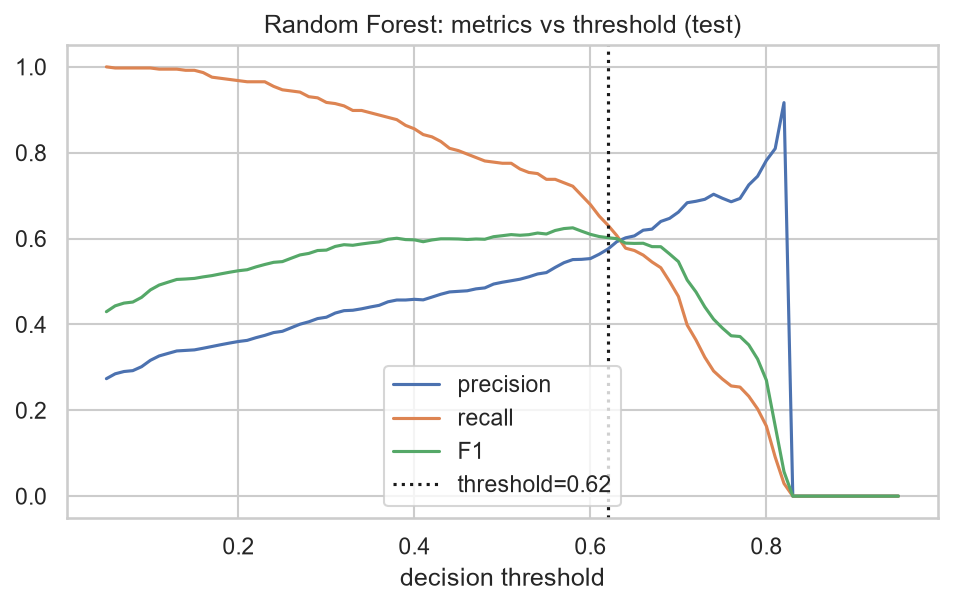 Random Forest: metrics vs threshold (test)
1.0
0.8
0.6
0.4
0.2
0.0
precision
recall
F1
threshold=0.62
0.2 0.4 0.6 0.8
decision threshold